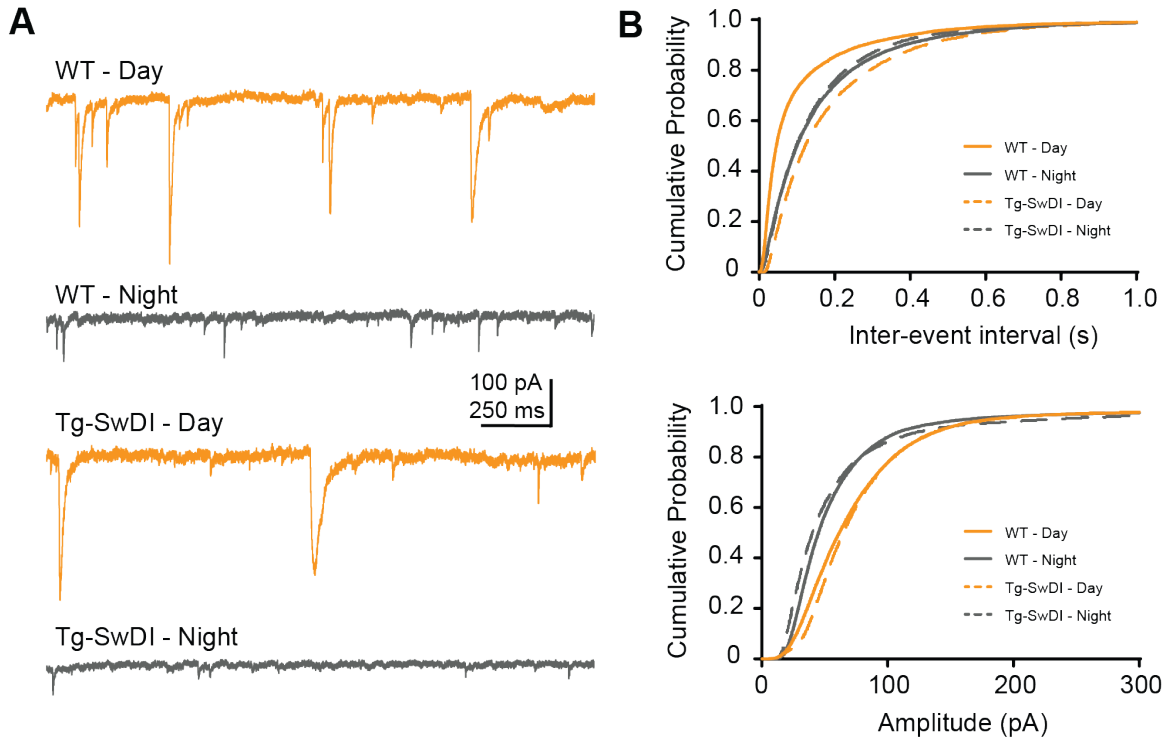 A
WT - Day
WT - Night
100 pA
250 ms
Tg-SwDI - Day
Tg-SwDI - Night
B
Cumulative Probability
1.0
0.8
0.6
0.4
0.2
0
WT - Day
WT - Night
Tg-SwDI - Day
Tg-SwDI - Night
0 0.2 0.4 0.6 0.8 1.0
Inter-event interval (s)
Cumulative Probability
1.0
0.8
0.6
0.4
0.2
0
WT - Day
WT - Night
Tg-SwDI - Day
Tg-SwDI - Night
0 100 200 300
Amplitude (pA)